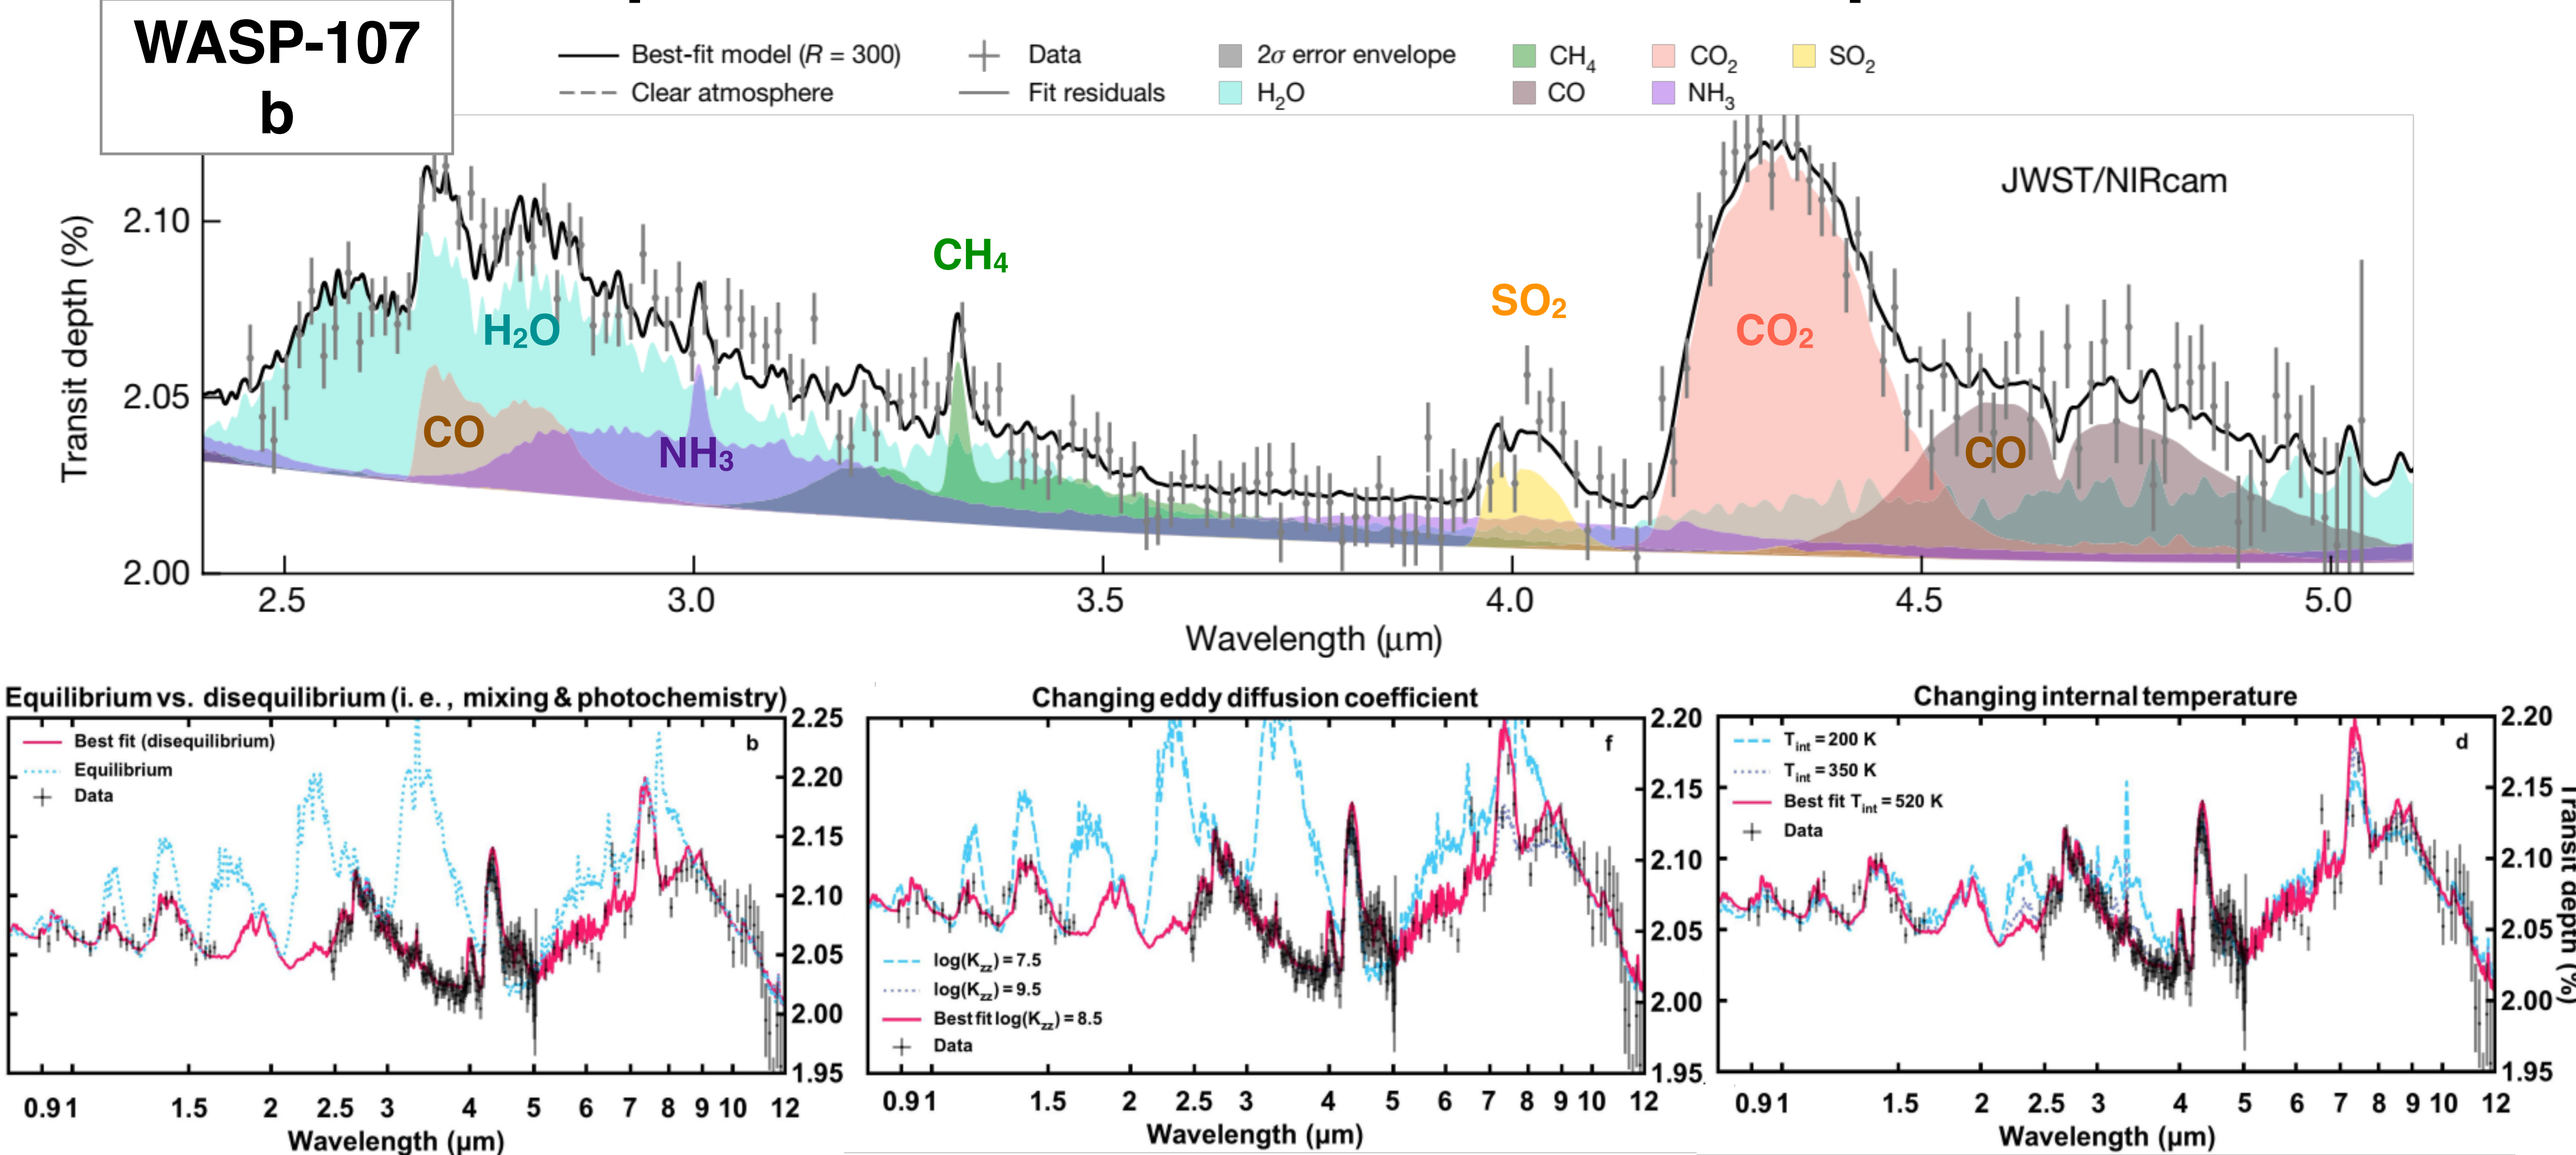 WASP-107
b
Best-fit model (R = 300)
Data
2σ error envelope
CH4
CO2
SO2
Clear atmosphere
Fit residuals
H2O
CO
NH3
JWST/NIRcam
Transit depth (%)
2.10
2.05
2.00
H2O
CO
NH3
CH4
SO2
CO2
CO
2.5
3.0
3.5
4.0
4.5
5.0
Wavelength (μm)
Equilibrium vs. disequilibrium (i. e., mixing & photochemistry)
Best fit (disequilibrium)
b
Equilibrium
Data
2.25
2.20
2.15
2.10
2.05
2.00
1.95
0.9 1 1.5 2 2.5 3 4 5 6 7 8 9 10 12
Wavelength (μm)
Changing eddy diffusion coefficient
f
log(Kzz) = 7.5
log(Kzz) = 9.5
Best fit log(Kzz) = 8.5
Data
2.20
2.15
2.10
2.05
2.00
1.95
0.9 1 1.5 2 2.5 3 4 5 6 7 8 9 10 12
Wavelength (μm)
Changing internal temperature
Tint = 200 K
d
Tint = 350 K
Best fit Tint = 520 K
Data
2.20
2.15
2.10
2.05
2.00
1.95
Transit depth (%)
0.9 1 1.5 2 2.5 3 4 5 6 7 8 9 10 12
Wavelength (μm)